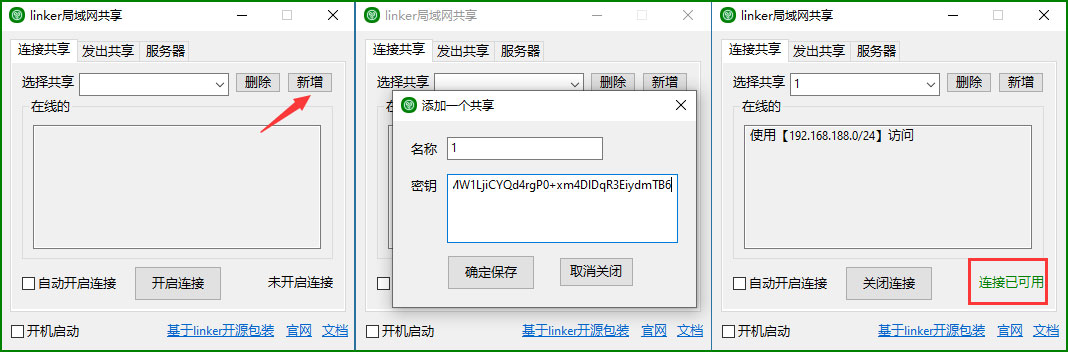 linker局域网共享
连接共享 发出共享 服务器
选择共享 删除 新增
在线的
自动开启连接 开启连接 未开启连接
开机启动 基于linker开源包装 官网 文档
linker局域网共享
连接共享 发出共享 服务器
选择共享 删除 新增
添加一个共享
名称 1
密钥 MW1LjiCYQd4rgP0+xm4DIDqR3EiydmTB6
确定保存 取消关闭
开机启动 基于linker开源包装 官网 文档
linker局域网共享
连接共享 发出共享 服务器
选择共享 1 删除 新增
在线的
使用【192.168.188.0/24】访问
自动开启连接 关闭连接 连接已可用
开机启动 基于linker开源包装 官网 文档